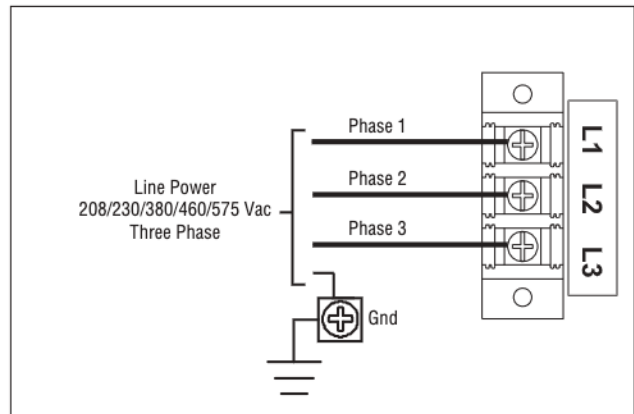 Phase 1
Phase 2
Phase 3
Line Power
208/230/380/460/575 Vac
Three Phase
Gnd
L1
L2
L3